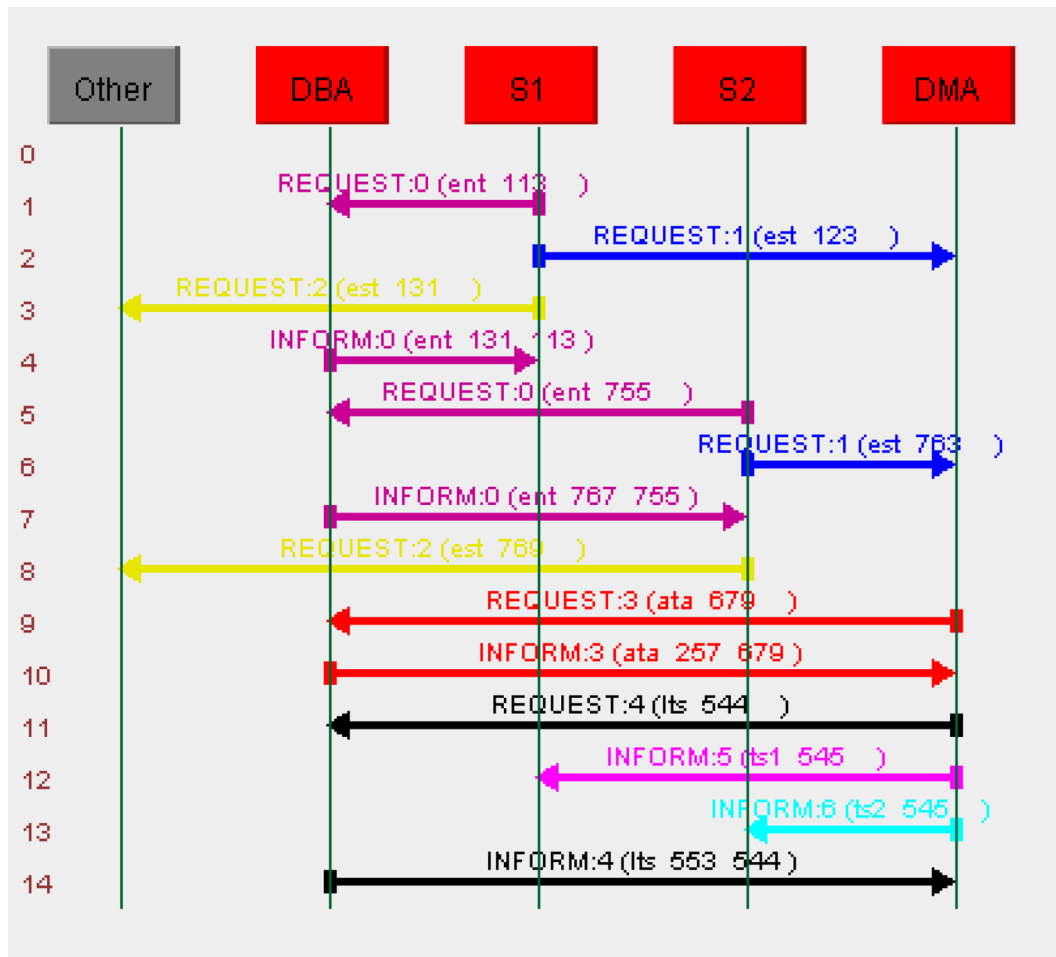 Other DBA S1 S2 DMA
0
REQUEST:0 (ent 113 )
1
REQUEST:1 (est 123 )
2
REQUEST:2 (est 131 )
3
INFORM:0 (ent 131 113 )
4
REQUEST:0 (ent 755 )
5
REQUEST:1 (est 763 )
6
INFORM:0 (ent 767 755 )
7
REQUEST:2 (est 769 )
8
REQUEST:3 (ata 679 )
9
INFORM:3 (ata 257 679 )
10
REQUEST:4 (lts 544 )
11
INFORM:5 (ts1 545 )
12
INFORM:6 (ts2 545 )
13
INFORM:4 (lts 553 544 )
14